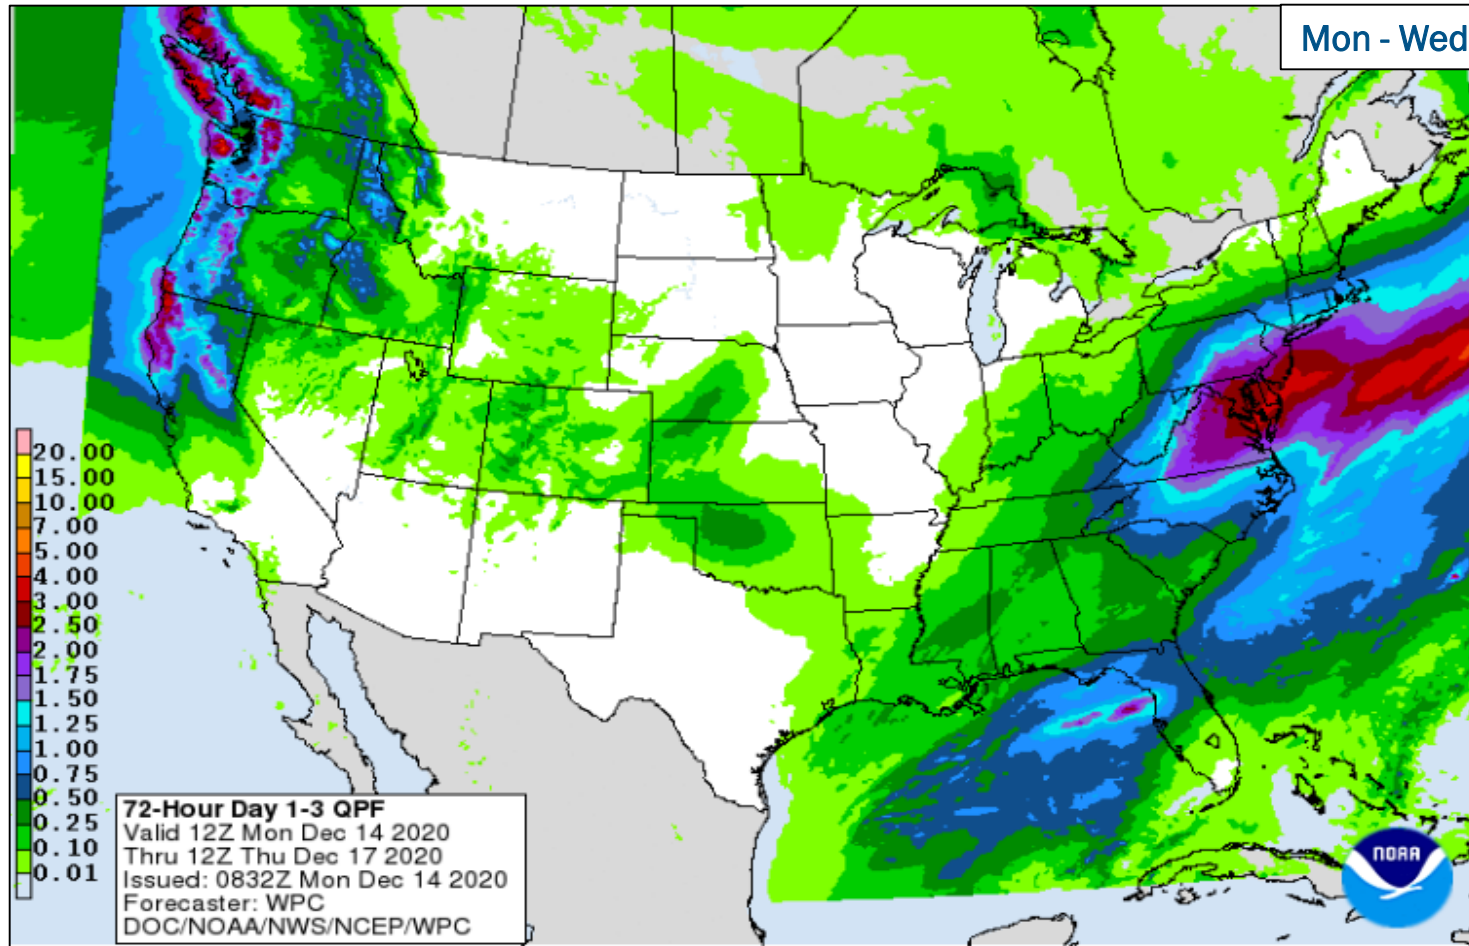 Mon - Wed
20.00
15.00
10.00
7.00
5.00
4.00
3.00
2.50
2.00
1.75
1.50
1.25
1.00
0.75
0.50
0.25
0.10
0.01
72-Hour Day 1-3 QPF
Valid 12Z Mon Dec 14 2020
Thru 12Z Thu Dec 17 2020
Issued: 0832Z Mon Dec 14 2020
Forecaster: WPC
DOC/NOAA/NWS/NCEP/WPC
NOAA